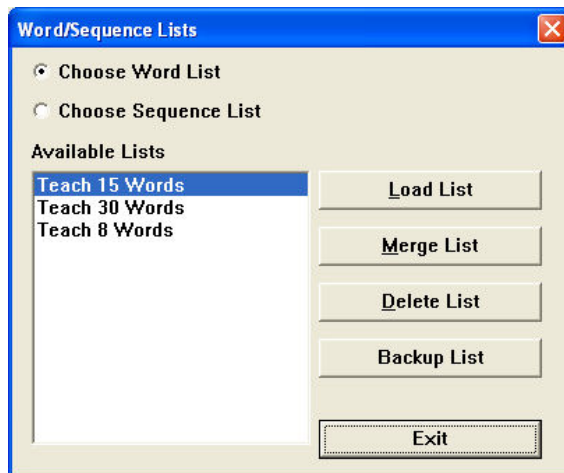 Word/Sequence Lists
Choose Word List
Choose Sequence List
Available Lists
Teach 15 Words
Teach 30 Words
Teach 8 Words
Load List
Merge List
Delete List
Backup List
Exit